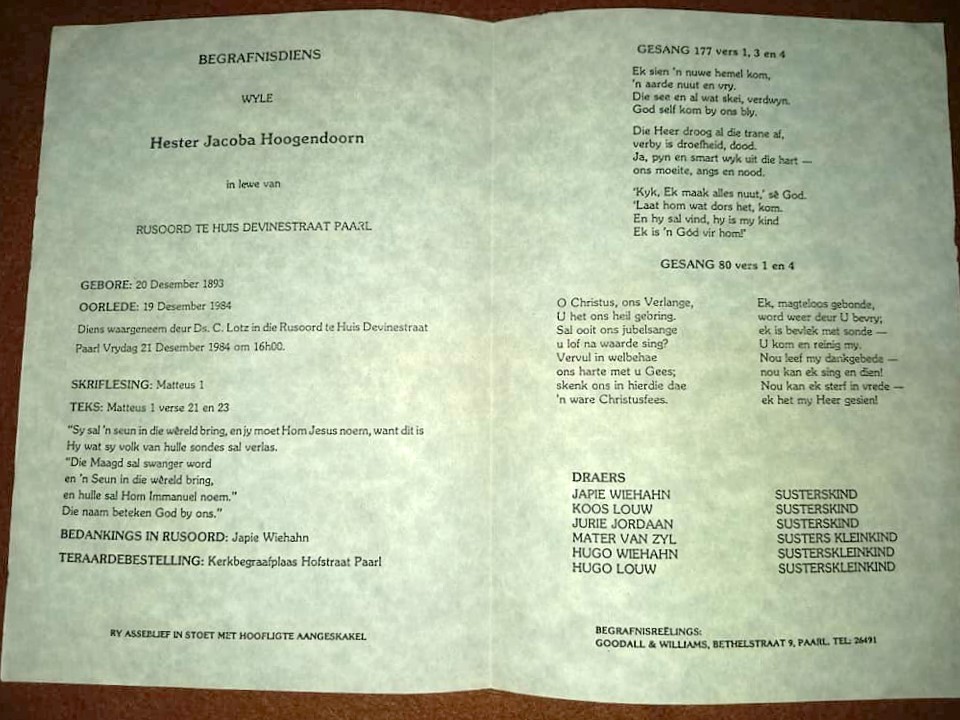 BEGRAFNISDIENS
WYLE
Hester Jacoba Hoogendoorn
in lewe van
RUSOORD TE HUIS DEVINESTRAAT PAARL
GEBORE: 20 Desember 1893
OORLEDE: 19 Desember 1984
Diens waargeneem deur Ds. C. Lotz in die Rusoord te Huis Devinestraat
Paarl Vrydag 21 Desember 1984 om 16h00.
SKRIFLESING: Matteus 1
TEKS: Matteus 1 verse 21 en 23
"Sy sal 'n seun in die wêreld bring, en jy moet Hom Jesus noem, want dit is
Hy wat sy volk van hulle sondes sal verlas.
"Die Maagd sal swanger word
en 'n Seun in die wêreld bring,
en hulle sal Hom Immanuel noem."
Die naam beteken God by ons."
BEDANKINGS IN RUSOORD: Japie Wiehahn
TERAARDEBESTELLING: Kerkbegraafplaas Hofstraat Paarl
RY ASSEBLIEF IN STOET MET HOOFLIGTE AANGESKAKEL
GESANG 177 vers 1, 3 en 4
Ek sien 'n nuwe hemel kom,
'n aarde nuut en vry.
Die see en al wat skei, verdwyn.
God self kom by ons bly.
Die Heer droog al die trane af,
verby is droefheid, dood.
Ja, pyn en smart wyk uit die hart —
ons moeite, angs en nood.
'Kyk, Ek maak alles nuut,' sê God.
'Laat hom wat dors het, kom.
En hy sal vind, hy is my kind
Ek is 'n Gód vir hom!'
GESANG 80 vers 1 en 4
O Christus, ons Verlange,
U het ons heil gebring.
Sal ooit ons jubelsange
u lof na waarde sing?
Vervul in welbehae
ons harte met u Gees;
skenk ons in hierdie dae
'n ware Christusfees.
Ek, magteloos gebonde,
word weer deur U bevry;
ek is bevlek met sonde —
U kom en reinig my.
Nou leef my dankgebede —
nou kan ek sing en dien!
Nou kan ek sterf in vrede —
ek het my Heer gesien!
DRAERS
JAPIE WIEHAHN SUSTERSKIND
KOOS LOUW SUSTERSKIND
JURIE JORDAAN SUSTERSKIND
MATER VAN ZYL SUSTERS KLEINKIND
HUGO WIEHAHN SUSTERSKLEINKIND
HUGO LOUW SUSTERSKLEINKIND
BEGRAFNISREËLINGS:
GOODALL & WILLIAMS, BETHELSTRAAT 9, PAARL. TEL: 26491